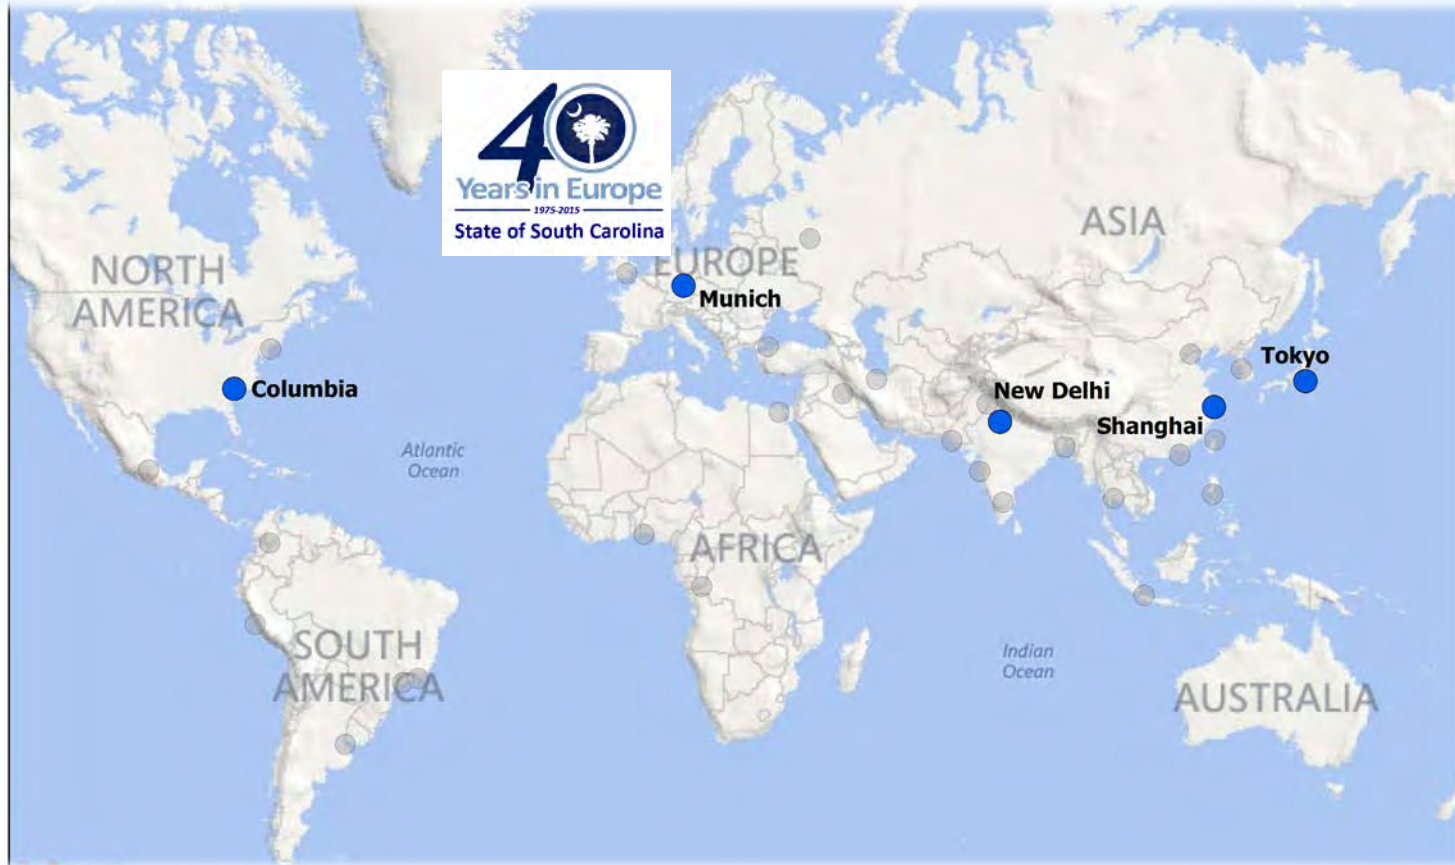 40
Years in Europe
1975-2015
State of South Carolina
ASIA
NORTH
AMERICA
EUROPE
Munich
Tokyo
Columbia
New Delhi
Shanghai
Atlantic
Ocean
AFRICA
SOUTH
AMERICA
Indian
Ocean
AUSTRALIA